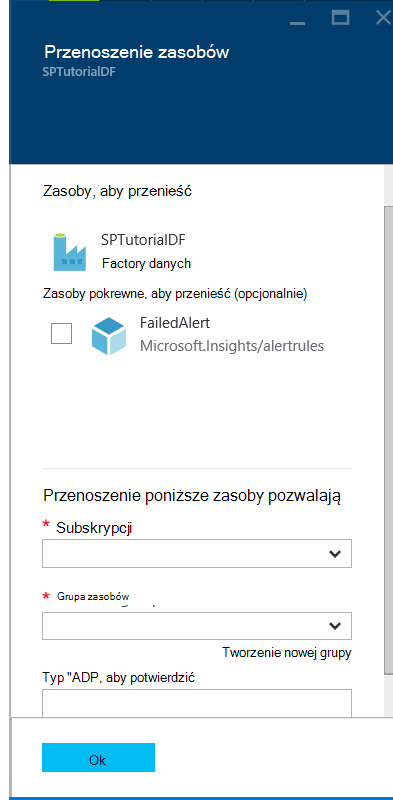 Przenoszenie zasobów
SPTutorialDF
Zasoby, aby przenieść
SPTutorialDF
Factory danych
Zasoby pokrewne, aby przenieść (opcjonalnie)
FailedAlert
Microsoft.Insights/alertrules
Przenoszenie poniższe zasoby pozwalają
* Subskrypcji
* Grupa zasobów
Tworzenie nowej grupy
Typ "ADP, aby potwierdzić
Ok